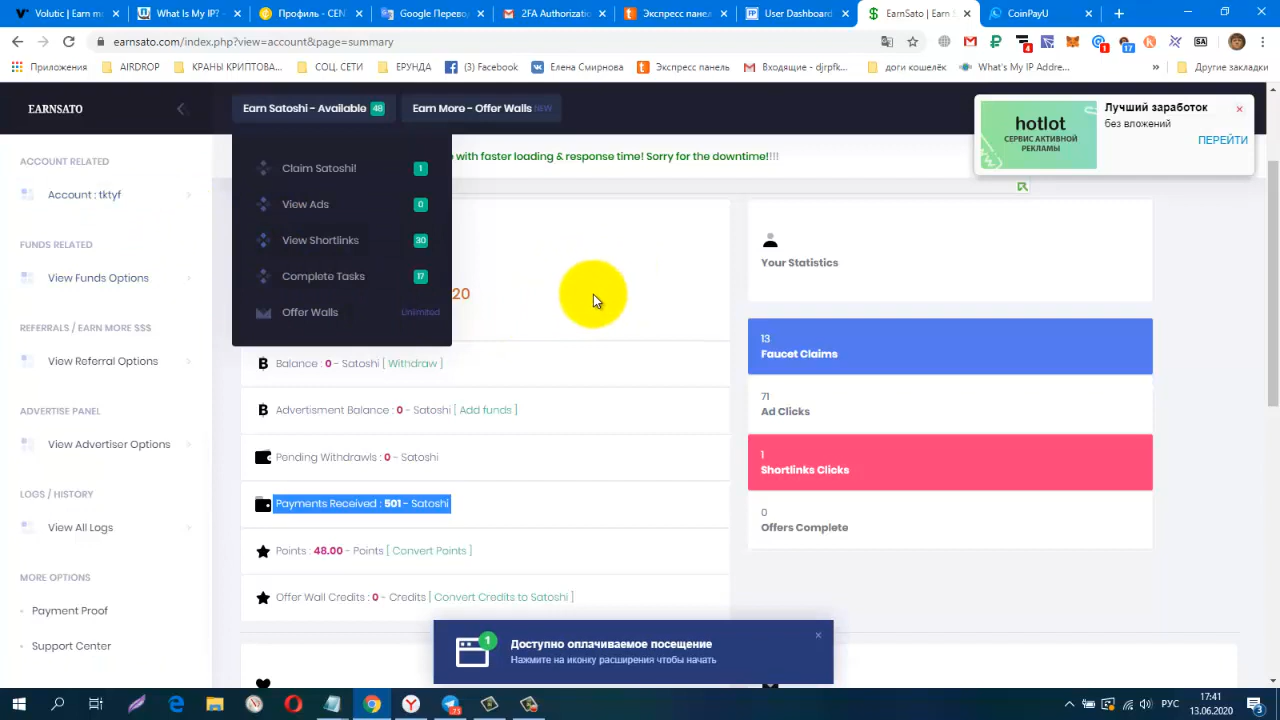 Volutic |
What Is My IP? -
Профиль - CEN
Google Перевод
2FA Authorizatio
Экспресс панел
User Dashboard
EarnSato | Earn S
CoinPayU
earnsato.com/index.php?view=account&page=summary
4
1
17
SA
Приложения
AIRDROP
КРАНЫ КРИПТОВА...
СОЦ. СЕТИ
ЕРУНДА
(3) Facebook
Елена Смирнова
Экспресс панель
Входящие - djrpfk...
доги кошелёк
What's My IP Addre...
»
Другие закладки
EARNSATO
Earn Satoshi - Available 48
Earn More - Offer Walls NEW
Лучший заработок
без вложений
ПЕРЕЙТИ
hotlot
СЕРВИС АКТИВНОЙ
РЕКЛАМЫ
with faster loading & response time! Sorry for the downtime!!!!
ACCOUNT RELATED
Account : tktyf
FUNDS RELATED
View Funds Options
REFERRALS / EARN MORE $$$
View Referral Options
ADVERTISE PANEL
View Advertiser Options
LOGS / HISTORY
View All Logs
MORE OPTIONS
Payment Proof
Support Center
Claim Satoshi! 1
View Ads 0
View Shortlinks 30
Complete Tasks 17
Offer Walls Unlimited
20
Balance : 0 - Satoshi [ Withdraw ]
Advertisment Balance : 0 - Satoshi [ Add funds ]
Pending Withdrawls : 0 - Satoshi
Payments Received : 501 - Satoshi
Points : 48.00 - Points [ Convert Points ]
Offer Wall Credits : 0 - Credits [ Convert Credits to Satoshi ]
Your Statistics
13
Faucet Claims
71
Ad Clicks
1
Shortlinks Clicks
0
Offers Complete
1
Доступно оплачиваемое посещение
Нажмите на иконку расширения чтобы начать
73
РУС
17:41
13.06.2020
3